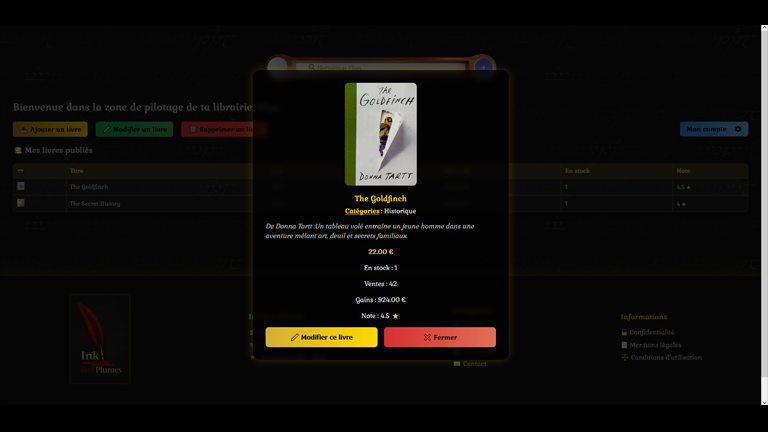 Bienvenue dans la zone de pilotage de ta librairie
Ajouter un livre
Modifier un livre
Supprimer un
Mon compte
Mes livres publiés
Titre
En stock
Note
The Goldfinch
1
4.5 ★
The Secret History
1
4 ★
THE
GOLDFINCH
DONNA TARTT
The Goldfinch
Catégories : Historique
De Donna Tartt :Un tableau volé entraîne un jeune homme dans une
aventure mêlant art, deuil et secrets familiaux.
22.00 €
En stock : 1
Ventes : 42
Gains : 924.00 €
Note : 4.5 ★
Modifier ce livre
Fermer
Ink
Plumes
Informations
Confidentialité
Mentions légales
Conditions d'utilisation
Contact